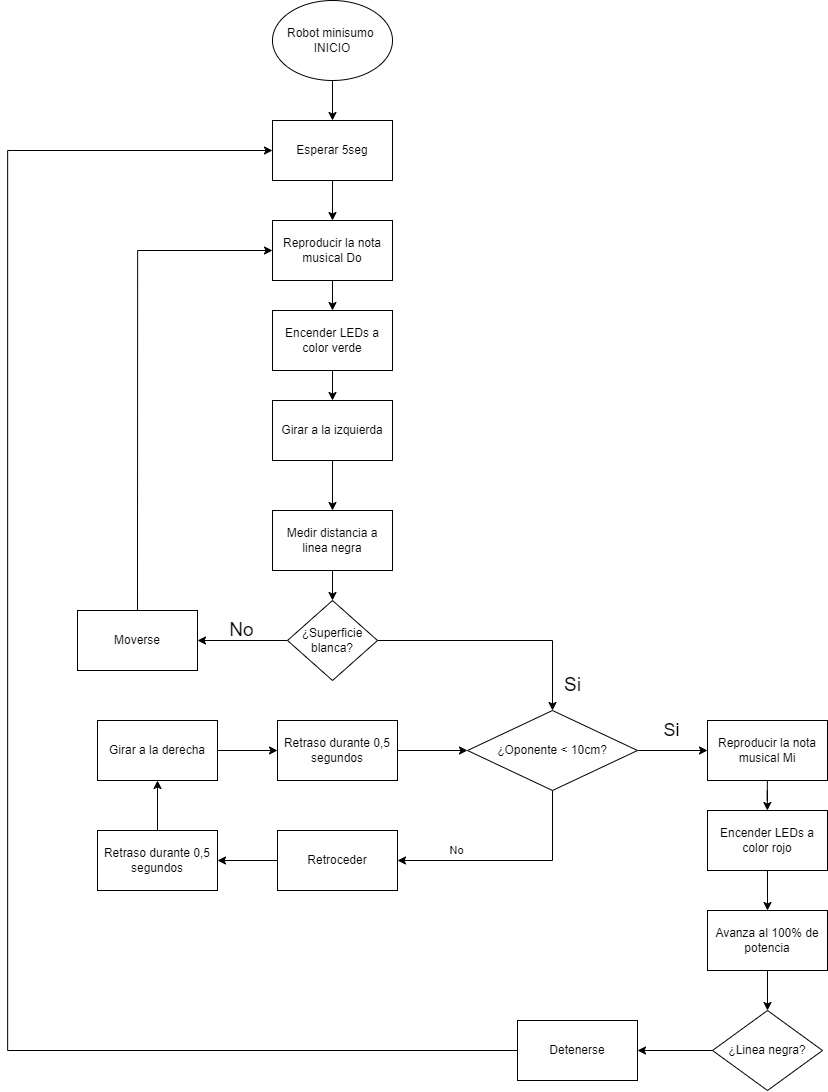 Robot minisumo
INICIO
Esperar 5seg
Reproducir la nota
musical Do
Encender LEDs a
color verde
Girar a la izquierda
Medir distancia a
linea negra
¿Superficie
blanca?
No
Moverse
Si
¿Oponente < 10cm?
Si
Reproducir la nota
musical Mi
Girar a la derecha
Retraso durante 0,5
segundos
No
Retroceder
Retraso durante 0,5
segundos
Encender LEDs a
color rojo
Avanza al 100% de
potencia
¿Linea negra?
Detenerse